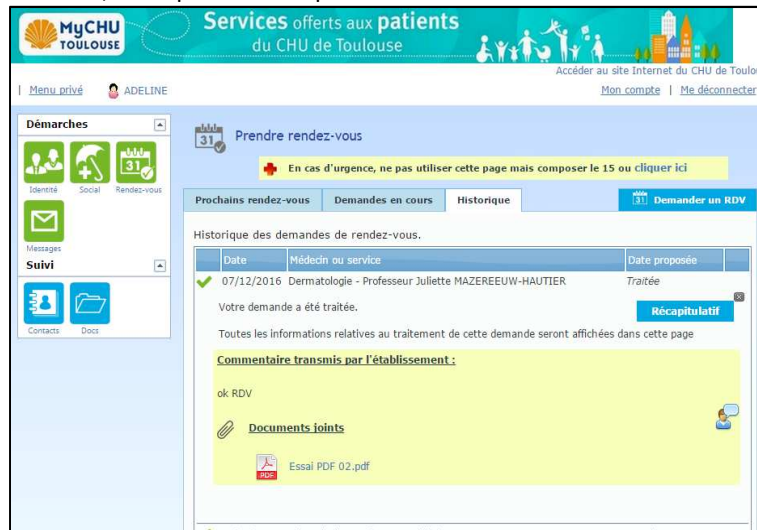 MyCHU
TOULOUSE
Services offerts aux patients
du CHU de Toulouse
Accéder au site Internet du CHU de Toulo
| Menu privé ADELINE
Mon compte | Me déconnecter
Démarches
Identité Social Rendez-vous
Messages
Suivi
Contacts Docs
31 Prendre rendez-vous
En cas d'urgence, ne pas utiliser cette page mais composer le 15 ou cliquer ici
Prochains rendez-vous Demandes en cours Historique 31 Demander un RDV
Historique des demandes de rendez-vous.
Date Médecin ou service Date proposée
07/12/2016 Dermatologie - Professeur Juliette MAZEREEUW-HAUTIER Traitée
Votre demande a été traitée.
Récapitulatif
Toutes les informations relatives au traitement de cette demande seront affichées dans cette page
Commentaire transmis par l'établissement :
ok RDV
Documents joints
PDF Essai PDF 02.pdf